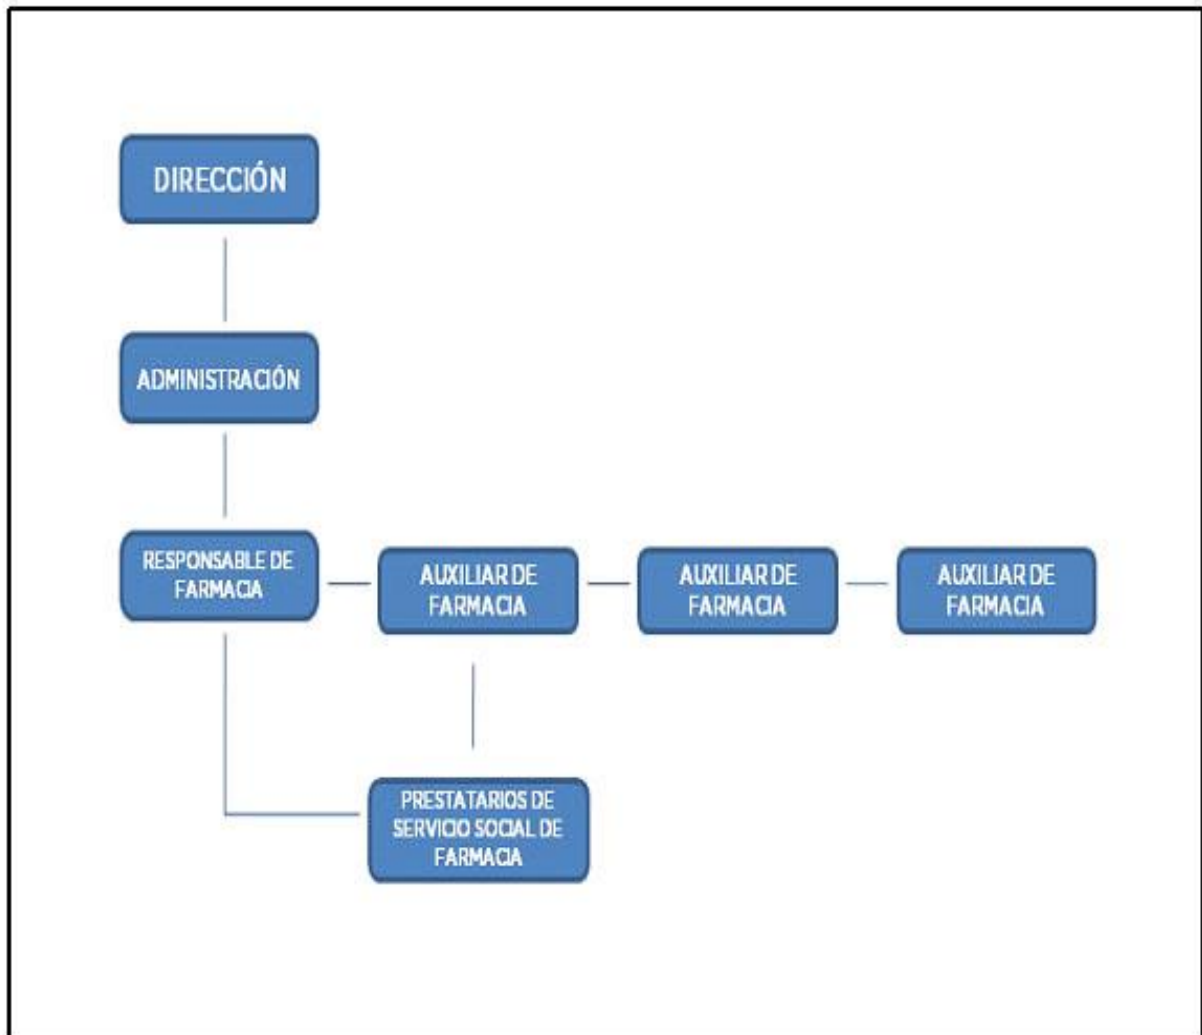 DIRECCIÓN
ADMINISTRACIÓN
RESPONSABLE DE
FARMACIA
AUXILIAR DE
FARMACIA
AUXILIAR DE
FARMACIA
AUXILIAR DE
FARMACIA
PRESTATARIOS DE
SERVICIO SOCIAL DE
FARMACIA